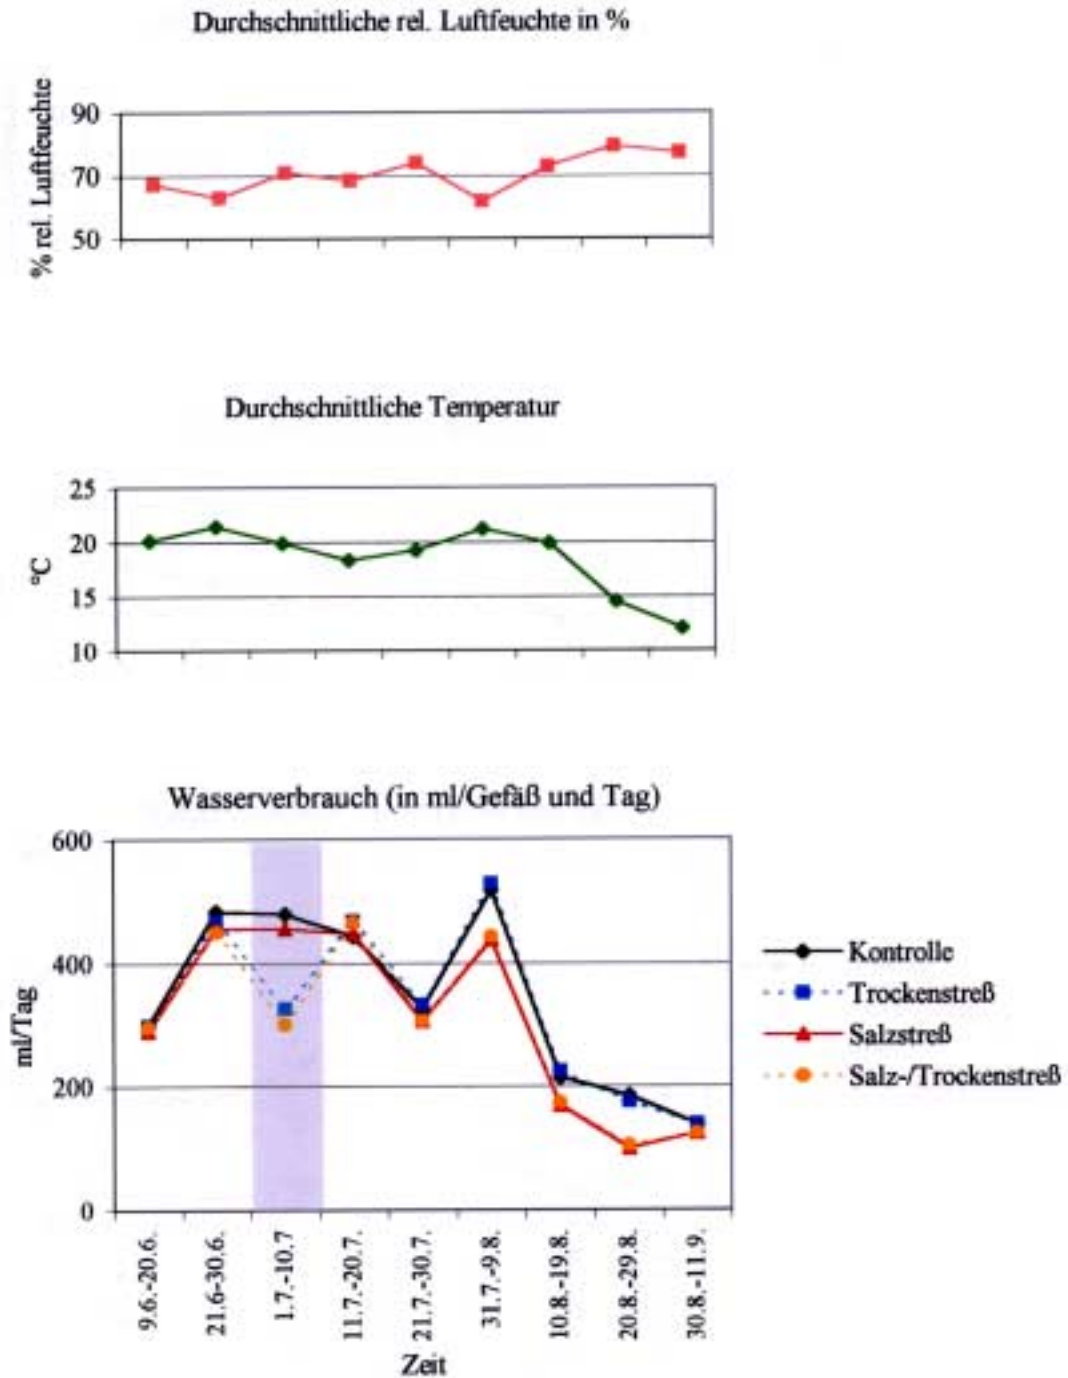 Durchschnittliche rel. Luftfeuchte in %
% rel. Luftfeuchte
90
70
50
Durchschnittliche Temperatur
°C
25
20
15
10
Wasserverbrauch (in ml/Gefäß und Tag)
ml/Tag
600
400
200
0
Kontrolle
Trockenstreß
Salzstreß
Salz-/Trockenstreß
9.6.-20.6.
21.6-30.6.
1.7.-10.7
11.7.-20.7.
21.7.-30.7.
31.7.-9.8.
10.8.-19.8.
20.8.-29.8.
30.8.-11.9.
Zeit